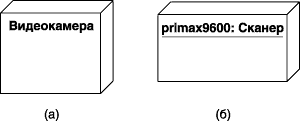 Видеокамера
primax9600: Сканер
(а)
(б)